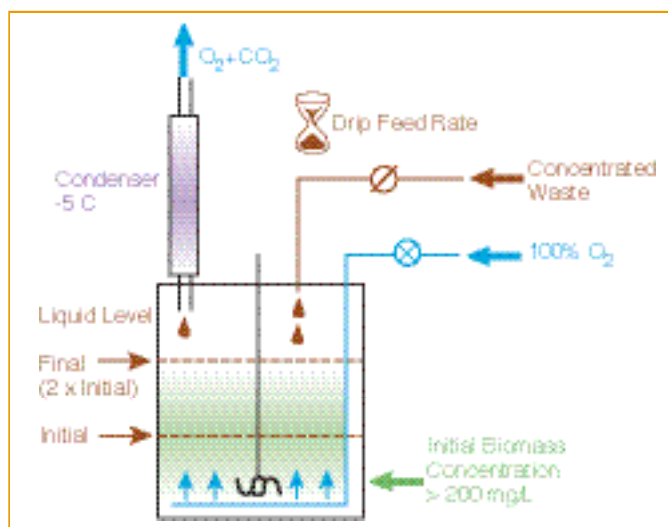 O₂+CO₂
Drip Feed Rate
Condenser
-5 C
Concentrated
Waste
100% O₂
Liquid Level
Final
(2 x Initial)
Initial
Initial Biomass
Concentration
> 200 mg/L